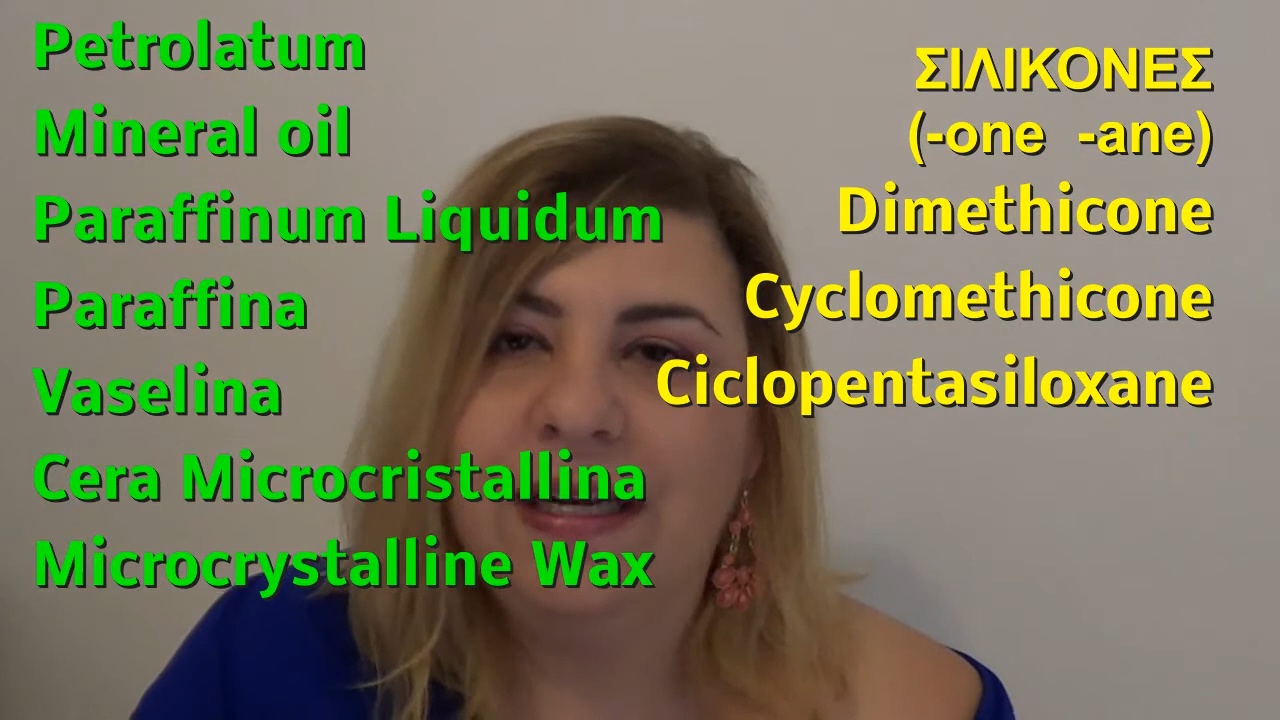 Petrolatum
Mineral oil
Paraffinum Liquidum
Paraffina
Vaselina
Cera Microcristallina
Microcrystalline Wax
ΣΙΛΙΚΟΝΕΣ
(-one -ane)
Dimethicone
Cyclomethicone
Ciclopentasiloxane